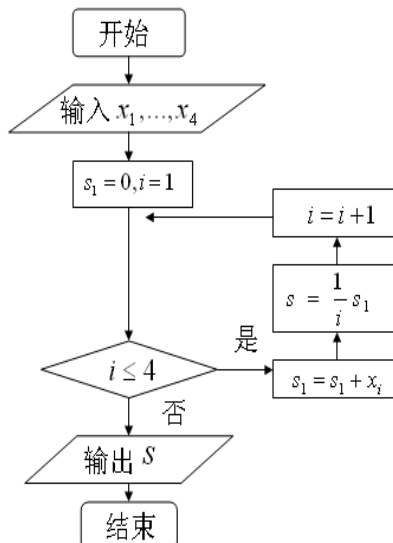 开始
输入 x₁,...,x₄
s₁ = 0, i = 1
i = i + 1
s = 1/i s₁
是
i ≤ 4
s₁ = s₁ + xᵢ
否
输出 S
结束